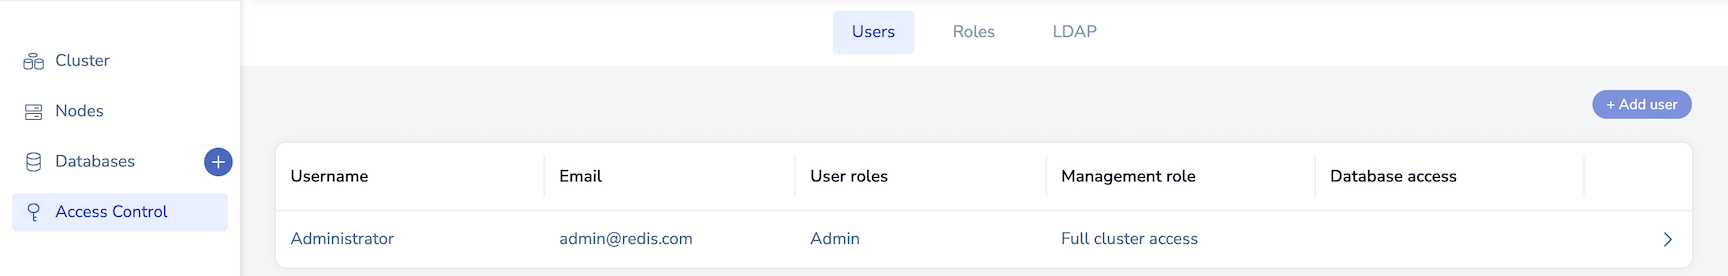 Cluster
Nodes
Databases
Access Control
Users Roles LDAP
+ Add user
Username Email User roles Management role Database access
Administrator admin@redis.com Admin Full cluster access